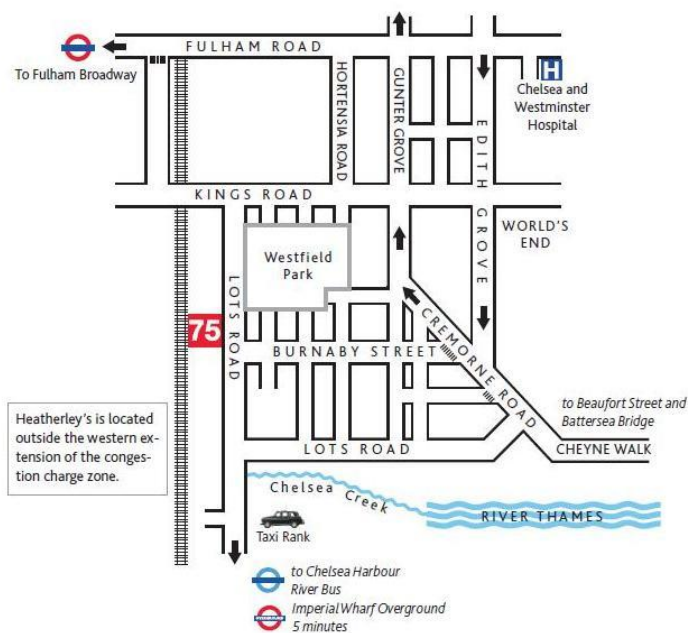 FULHAM ROAD
To Fulham Broadway
HORTENSIA ROAD
GUNTER GROVE
EDITH GROVE
H
Chelsea and
Westminster
Hospital
KINGS ROAD
WORLD'S
END
Westfield
Park
LOTS ROAD
75
BURNABY STREET
CREMORNE ROAD
to Beaufort Street and
Battersea Bridge
Heatherley's is located
outside the western ex-
tension of the conges-
tion charge zone.
LOTS ROAD
CHEYNE WALK
Chelsea
Creek
RIVER THAMES
Taxi Rank
to Chelsea Harbour
River Bus
Imperial Wharf Overground
5 minutes